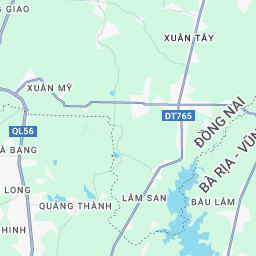 GIAO
XUÂN TÂY
XUÂN MỸ
DT765
ĐỒNG NAI
QL56
BANG
BÀ RỊA - VŨN
LONG
LÂM SAN
QUẢNG THÀNH
BÀU LÂM
HINH